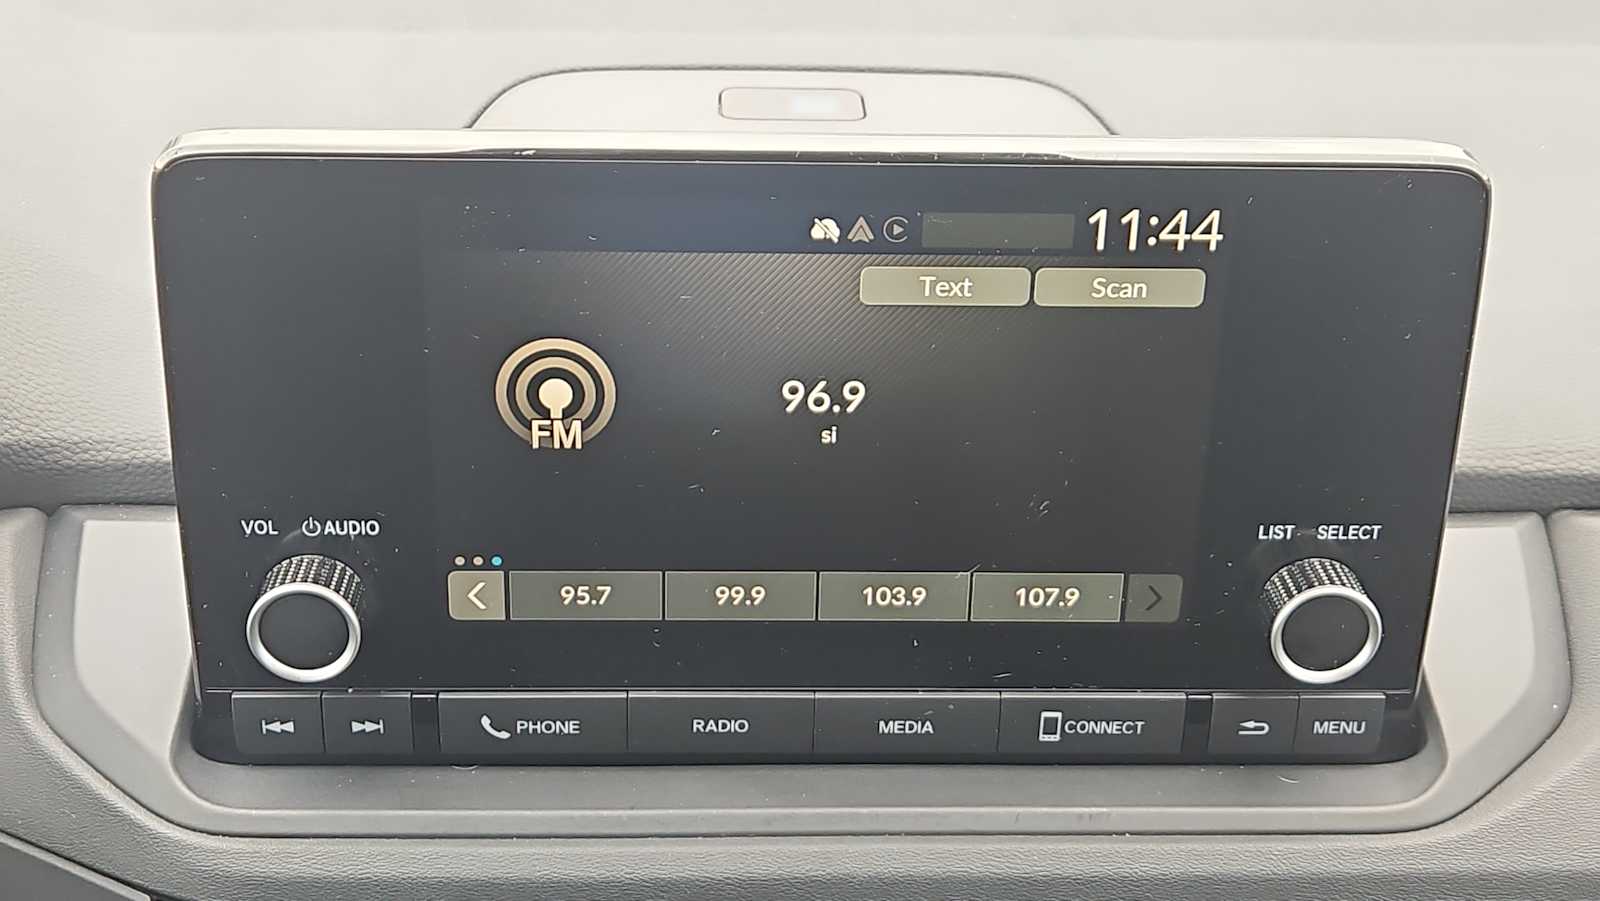 11:44
Text Scan
96.9
si
FM
VOL AUDIO
LIST SELECT
95.7 99.9 103.9 107.9
PHONE RADIO MEDIA CONNECT MENU